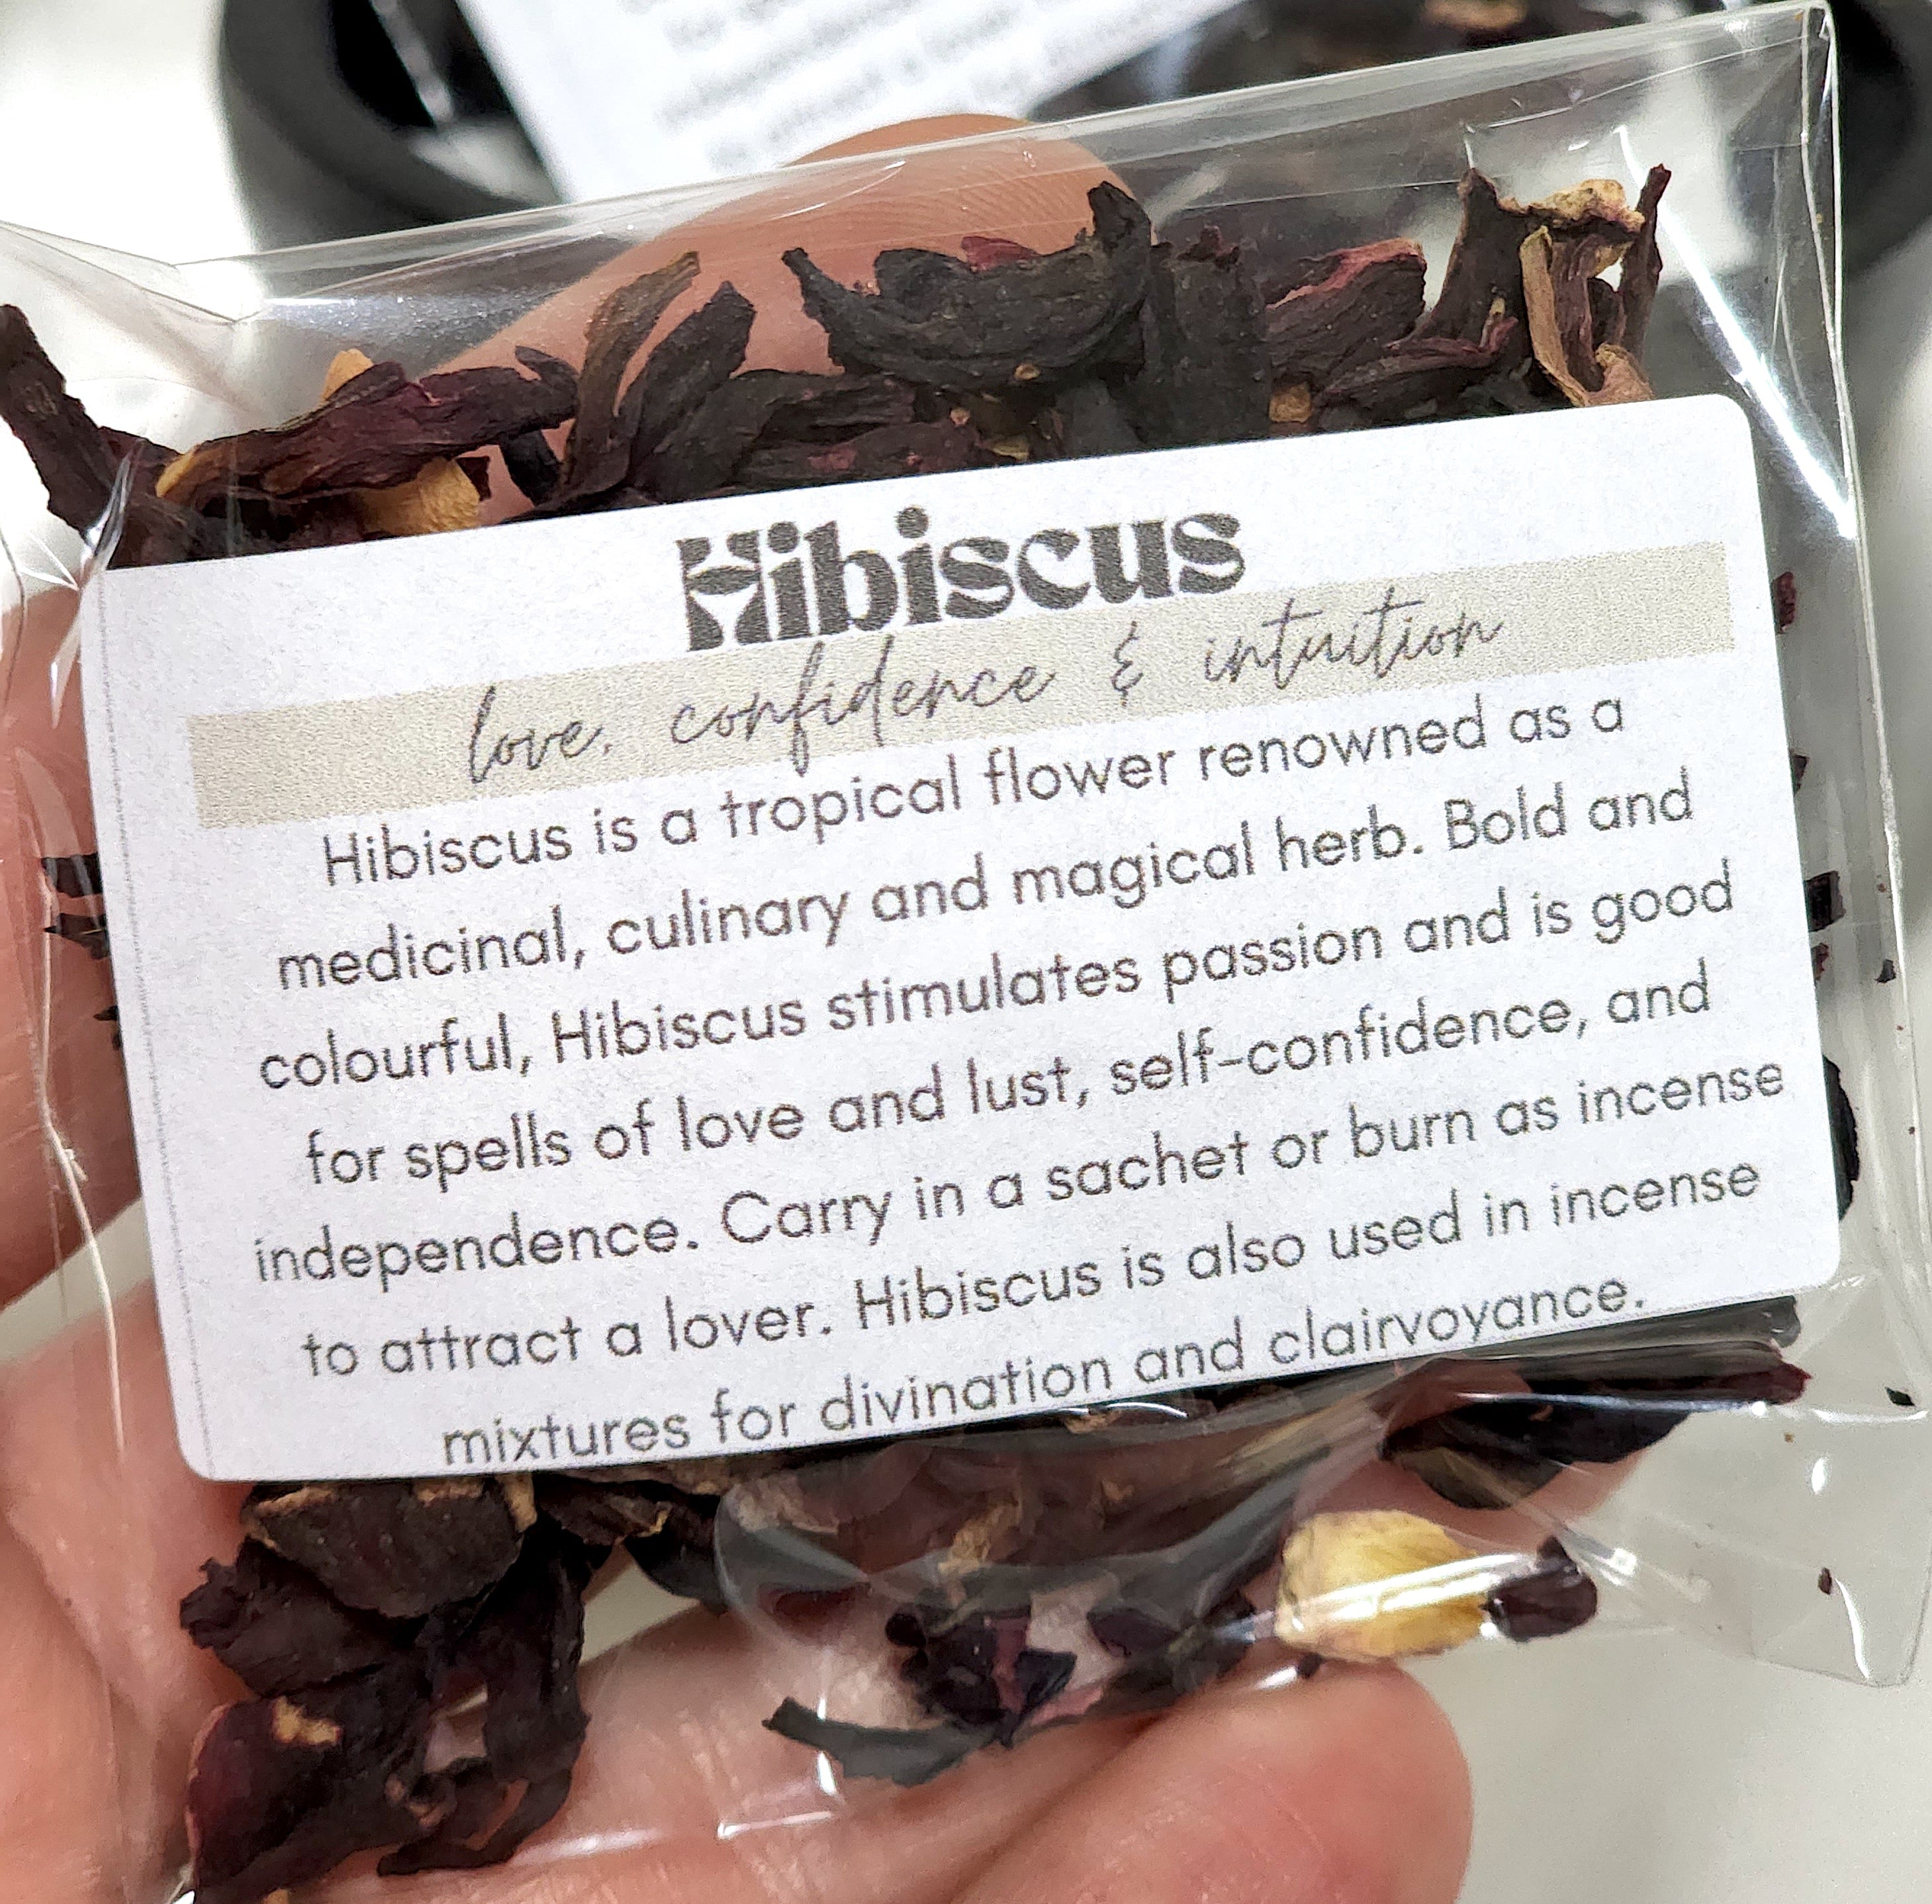 Hibiscus
love, confidence & intuition
Hibiscus is a tropical flower renowned as a
medicinal, culinary and magical herb. Bold and
colourful, Hibiscus stimulates passion and is good
for spells of love and lust, self-confidence, and
independence. Carry in a sachet or burn as incense
to attract a lover. Hibiscus is also used in incense
mixtures for divination and clairvoyance.